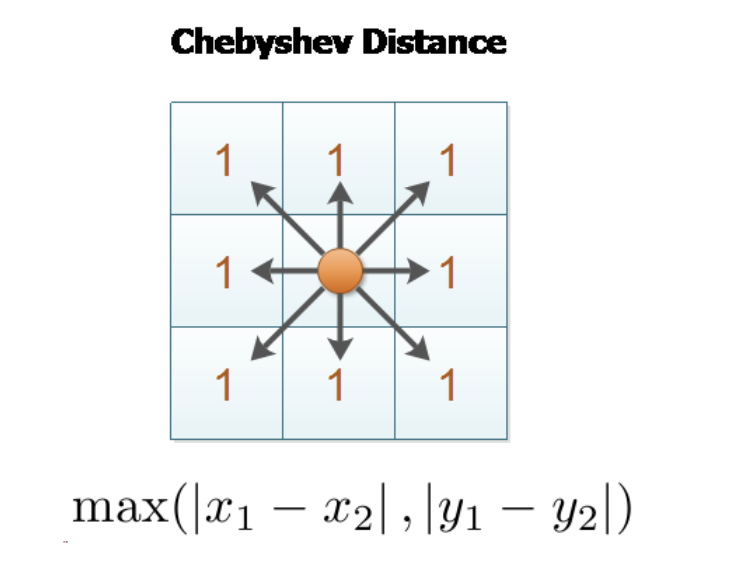 Chebyshev Distance
1 1 1
1 1
1 1 1
max(|x₁ − x₂| , |y₁ − y₂|)